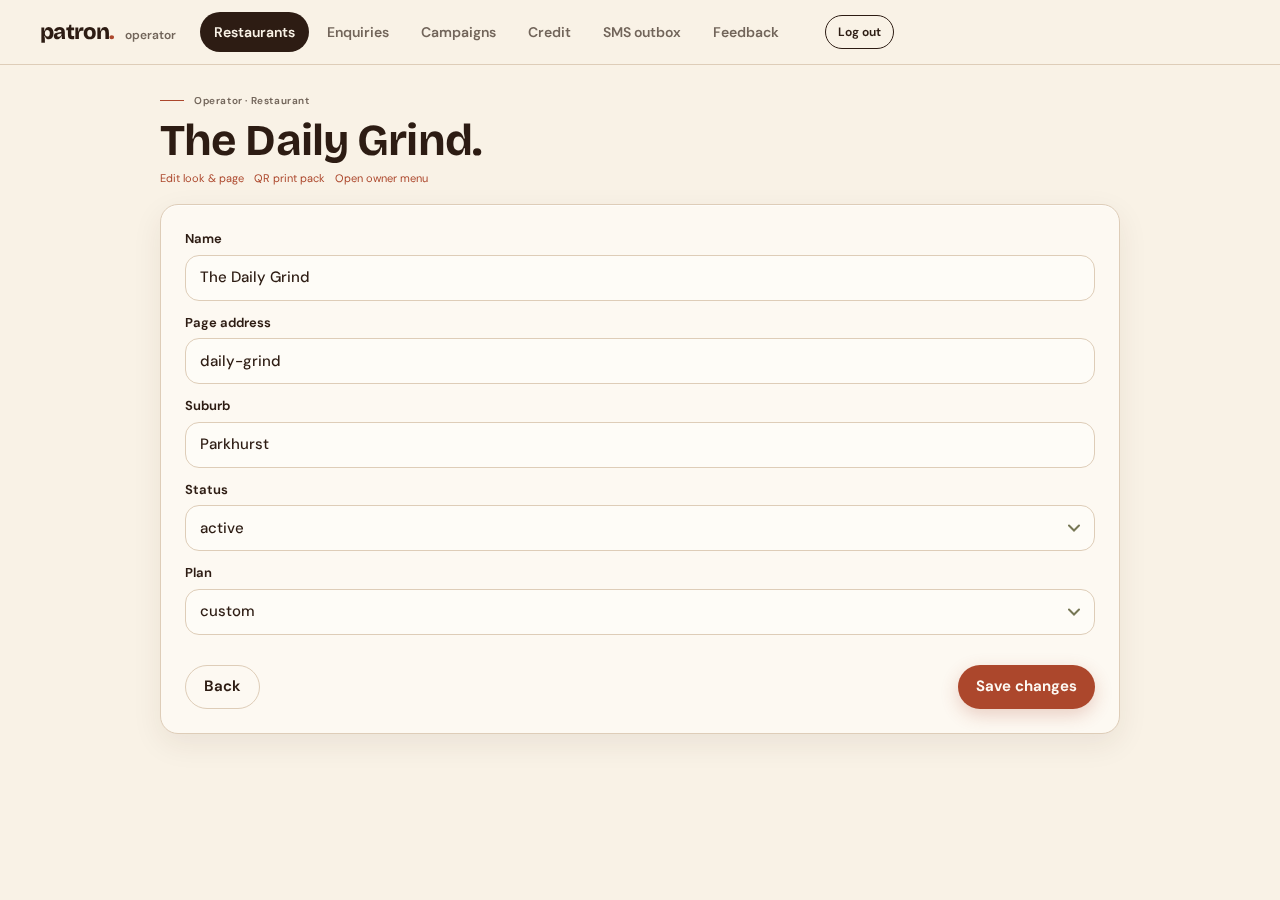 patron. operator Restaurants Enquiries Campaigns Credit SMS outbox Feedback Log out
Operator · Restaurant
The Daily Grind.
Edit look & page QR print pack Open owner menu
Name
The Daily Grind
Page address
daily-grind
Suburb
Parkhurst
Status
active
Plan
custom
Back Save changes